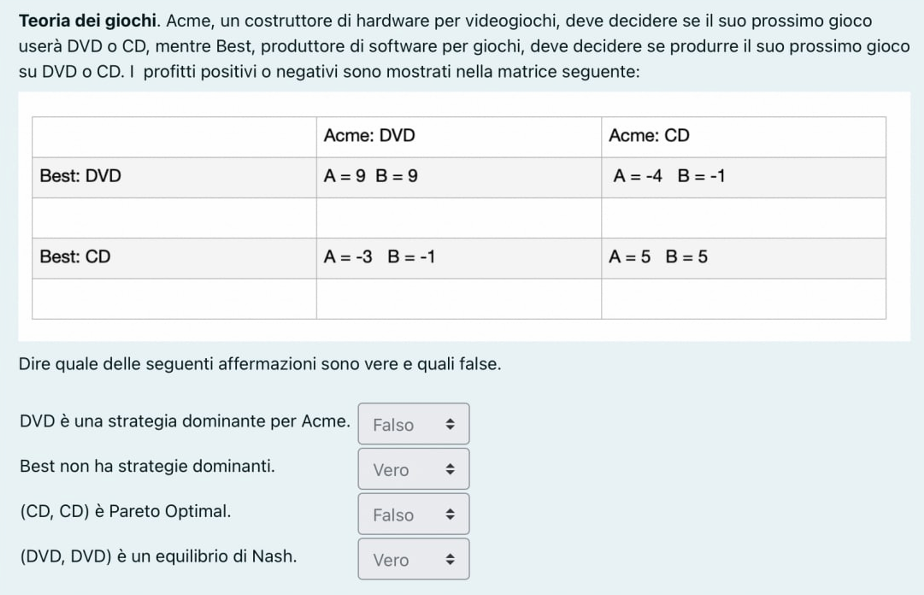 Teoria dei giochi. Acme, un costruttore di hardware per videogiochi, deve decidere se il suo prossimo gioco
userà DVD o CD, mentre Best, produttore di software per giochi, deve decidere se produrre il suo prossimo gioco
su DVD o CD. I profitti positivi o negativi sono mostrati nella matrice seguente:
Acme: DVD Acme: CD
Best: DVD A = 9 B = 9 A = -4 B = -1
Best: CD A = -3 B = -1 A = 5 B = 5
Dire quale delle seguenti affermazioni sono vere e quali false.
DVD è una strategia dominante per Acme. Falso
Best non ha strategie dominanti. Vero
(CD, CD) è Pareto Optimal. Falso
(DVD, DVD) è un equilibrio di Nash. Vero